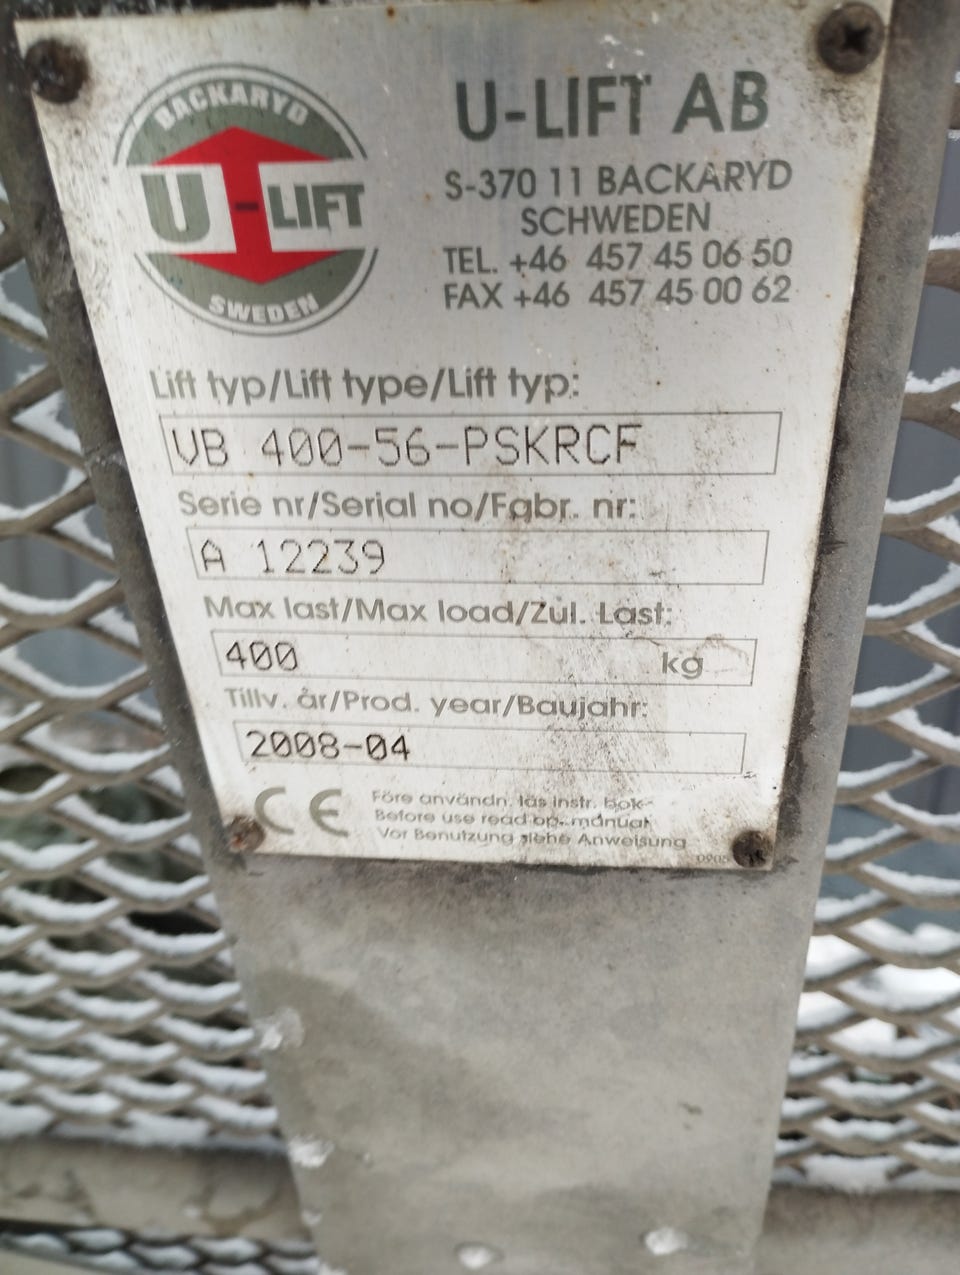 BACKARYD
U-LIFT
SWEDEN
U-LIFT AB
S-370 11 BACKARYD
SCHWEDEN
TEL. +46 457 45 06 50
FAX +46 457 45 00 62
Lift typ/Lift type/Lift typ:
VB 400-56-PSKRCF
Serie nr/Serial no/Fabr. nr:
A 12239
Max last/Max load/Zul. Last:
400 kg
Tillv. år/Prod. year/Baujahr:
2008-04
CE
Före användn. läs instr. bok
Before use read op. manual
Vor Benutzung siehe Anweisung